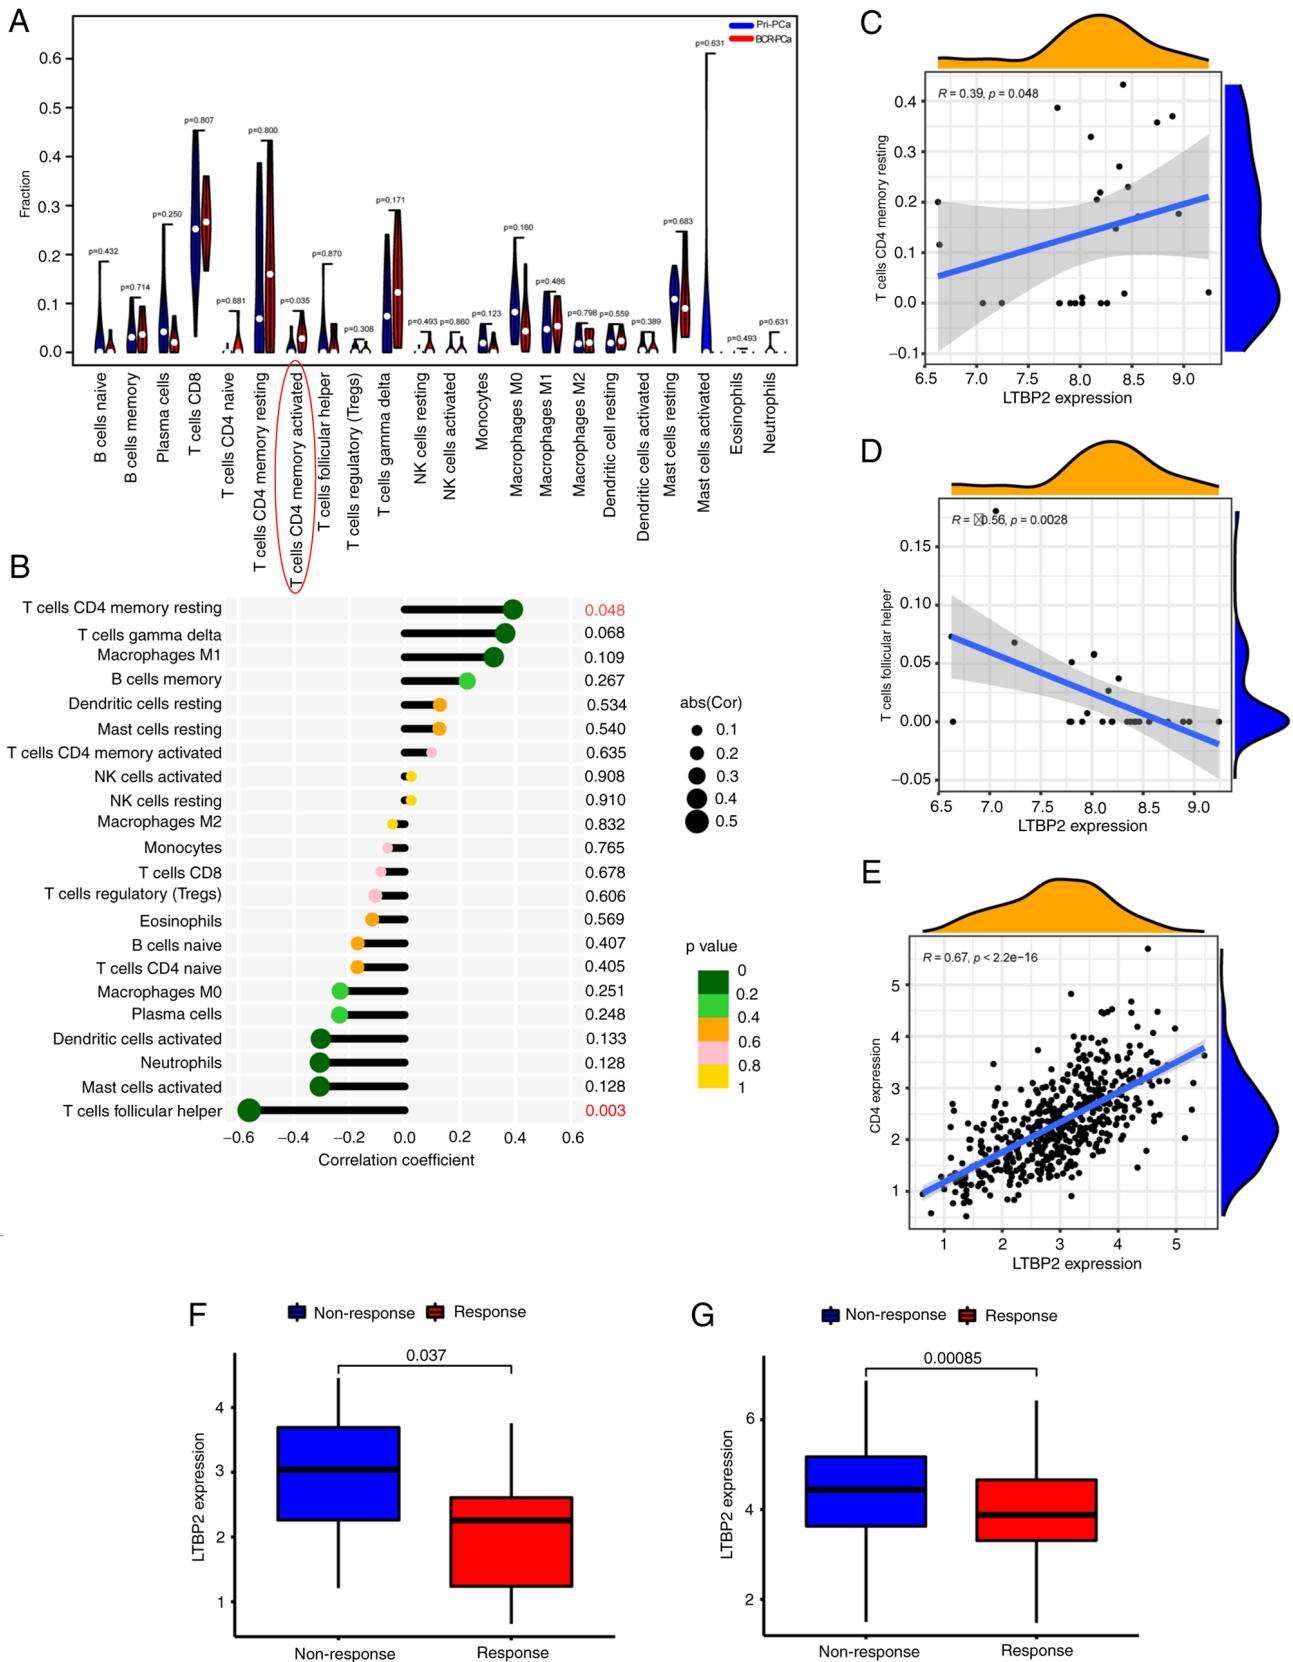 A
Pri-PCa
BCR-PCa
Fraction
0.6
0.5
0.4
0.3
0.2
0.1
0.0
p=0.432
p=0.714
p=0.250
p=0.807
p=0.881
p=0.800
p=0.035
p=0.870
p=0.308
p=0.171
p=0.493
p=0.860
p=0.123
p=0.160
p=0.486
p=0.798
p=0.559
p=0.389
p=0.683
p=0.631
p=0.493
p=0.631
B cells naive
B cells memory
Plasma cells
T cells CD8
T cells CD4 naive
T cells CD4 memory resting
T cells CD4 memory activated
T cells follicular helper
T cells regulatory (Tregs)
T cells gamma delta
NK cells resting
NK cells activated
Monocytes
Macrophages M0
Macrophages M1
Macrophages M2
Dendritic cell resting
Dendritic cells activated
Mast cells resting
Mast cells activated
Eosinophils
Neutrophils
B
T cells CD4 memory resting 0.048
T cells gamma delta 0.068
Macrophages M1 0.109
B cells memory 0.267
Dendritic cells resting 0.534
Mast cells resting 0.540
T cells CD4 memory activated 0.635
NK cells activated 0.908
NK cells resting 0.910
Macrophages M2 0.832
Monocytes 0.765
T cells CD8 0.678
T cells regulatory (Tregs) 0.606
Eosinophils 0.569
B cells naive 0.407
T cells CD4 naive 0.405
Macrophages M0 0.251
Plasma cells 0.248
Dendritic cells activated 0.133
Neutrophils 0.128
Mast cells activated 0.128
T cells follicular helper 0.003
−0.6 −0.4 −0.2 0.0 0.2 0.4 0.6
Correlation coefficient
abs(Cor)
0.1
0.2
0.3
0.4
0.5
p value
0
0.2
0.4
0.6
0.8
1
C
R = 0.39, p = 0.048
T cells CD4 memory resting
0.4
0.3
0.2
0.1
0.0
−0.1
6.5 7.0 7.5 8.0 8.5 9.0
LTBP2 expression
D
R = 0.56, p = 0.0028
T cells follicular helper
0.15
0.10
0.05
0.00
−0.05
6.5 7.0 7.5 8.0 8.5 9.0
LTBP2 expression
E
R = 0.67, p < 2.2e−16
CD4 expression
5
4
3
2
1
1 2 3 4 5
LTBP2 expression
F
Non-response Response
0.037
LTBP2 expression
4
3
2
1
Non-response Response
G
Non-response Response
0.00085
LTBP2 expression
6
4
2
Non-response Response